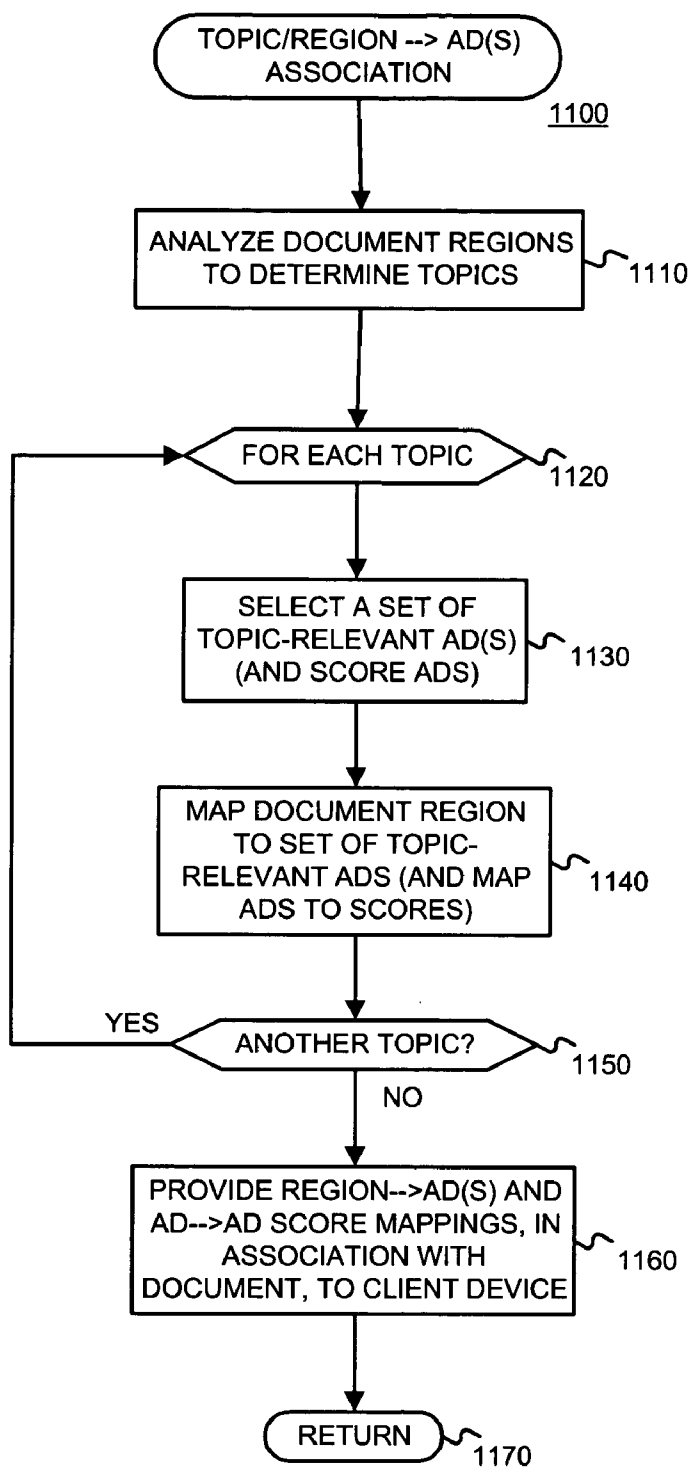 TOPIC/REGION --> AD(S)
ASSOCIATION
1100
ANALYZE DOCUMENT REGIONS
TO DETERMINE TOPICS
1110
FOR EACH TOPIC
1120
SELECT A SET OF
TOPIC-RELEVANT AD(S)
(AND SCORE ADS)
1130
MAP DOCUMENT REGION
TO SET OF TOPIC-
RELEVANT ADS (AND MAP
ADS TO SCORES)
1140
YES
ANOTHER TOPIC?
1150
NO
PROVIDE REGION-->AD(S) AND
AD-->AD SCORE MAPPINGS, IN
ASSOCIATION WITH
DOCUMENT, TO CLIENT DEVICE
1160
RETURN
1170